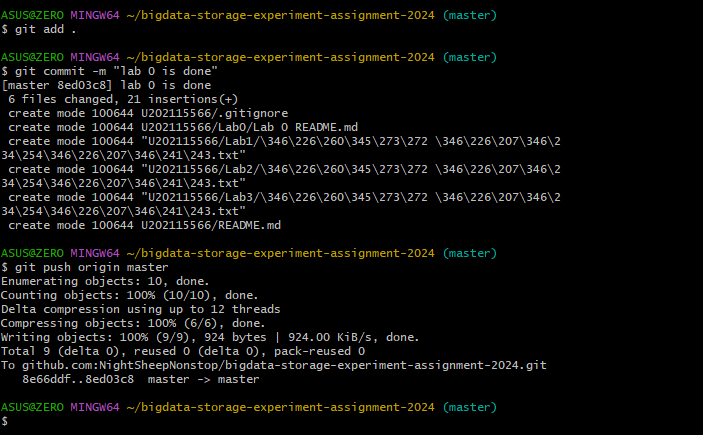 ASUS@ZERO MINGW64 ~/bigdata-storage-experiment-assignment-2024 (master)
$ git add .
ASUS@ZERO MINGW64 ~/bigdata-storage-experiment-assignment-2024 (master)
$ git commit -m "lab 0 is done"
[master 8ed03c8] lab 0 is done
 6 files changed, 21 insertions(+)
 create mode 100644 U202115566/.gitignore
 create mode 100644 U202115566/Lab0/Lab 0 README.md
 create mode 100644 "U202115566/Lab1/\346\226\260\345\273\272 \346\226\207\346\2
34\254\346\226\207\346\241\243.txt"
 create mode 100644 "U202115566/Lab2/\346\226\260\345\273\272 \346\226\207\346\2
34\254\346\226\207\346\241\243.txt"
 create mode 100644 "U202115566/Lab3/\346\226\260\345\273\272 \346\226\207\346\2
34\254\346\226\207\346\241\243.txt"
 create mode 100644 U202115566/README.md
ASUS@ZERO MINGW64 ~/bigdata-storage-experiment-assignment-2024 (master)
$ git push origin master
Enumerating objects: 10, done.
Counting objects: 100% (10/10), done.
Delta compression using up to 12 threads
Compressing objects: 100% (6/6), done.
Writing objects: 100% (9/9), 924 bytes | 924.00 KiB/s, done.
Total 9 (delta 0), reused 0 (delta 0), pack-reused 0
To github.com:NightSheepNonstop/bigdata-storage-experiment-assignment-2024.git
   8e66ddf..8ed03c8  master -> master
ASUS@ZERO MINGW64 ~/bigdata-storage-experiment-assignment-2024 (master)
$